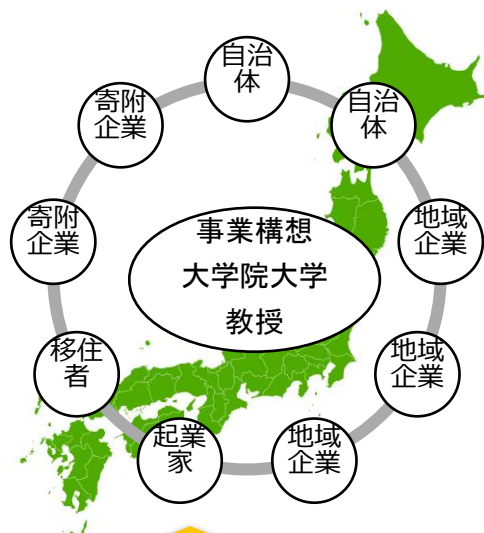 自治
体
自治
体
寄附
企業
寄附
企業
地域
企業
事業構想
大学院大学
教授
移住
者
地域
企業
起業
家
地域
企業